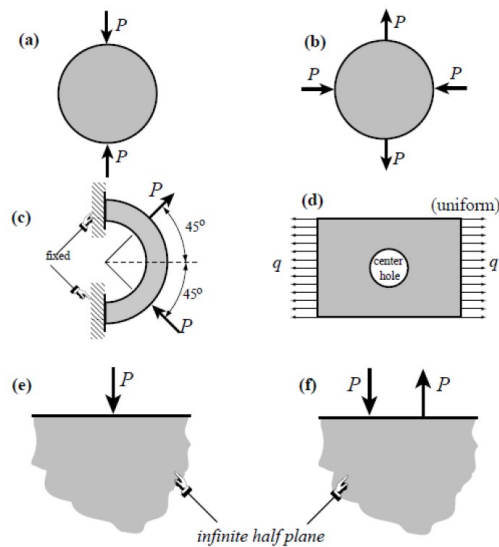 (a)
P
P
(b)
P
P
P
P
(c)
P
45°
fixed
45°
P
(d)
(uniform)
q
center
hole
q
(e)
P
(f)
P
P
infinite half plane